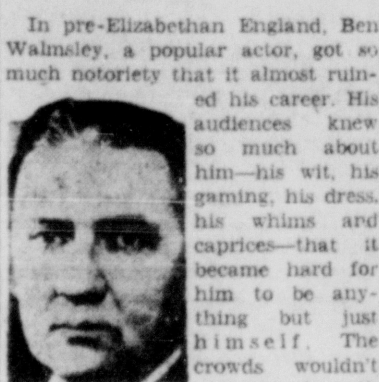 In pre-Elizabethan England, Ben
Walmsley, a popular actor, got so
much notoriety that it almost ruin-
ed his career. His
audiences knew
so much about
him—his wit, his
gaming, his dress,
his whims and
caprices—that it
became hard for
him to be any-
thing but just
himself. The
crowds wouldn't